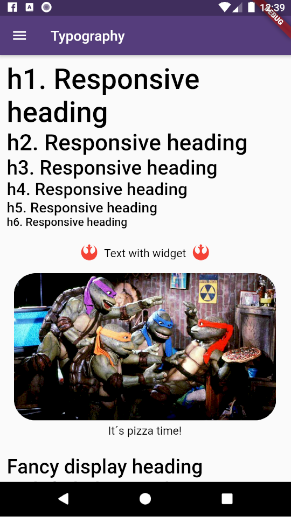 12:39
DEBUG
Typography
h1. Responsive
heading
h2. Responsive heading
h3. Responsive heading
h4. Responsive heading
h5. Responsive heading
h6. Responsive heading
Text with widget
It´s pizza time!
Fancy display heading